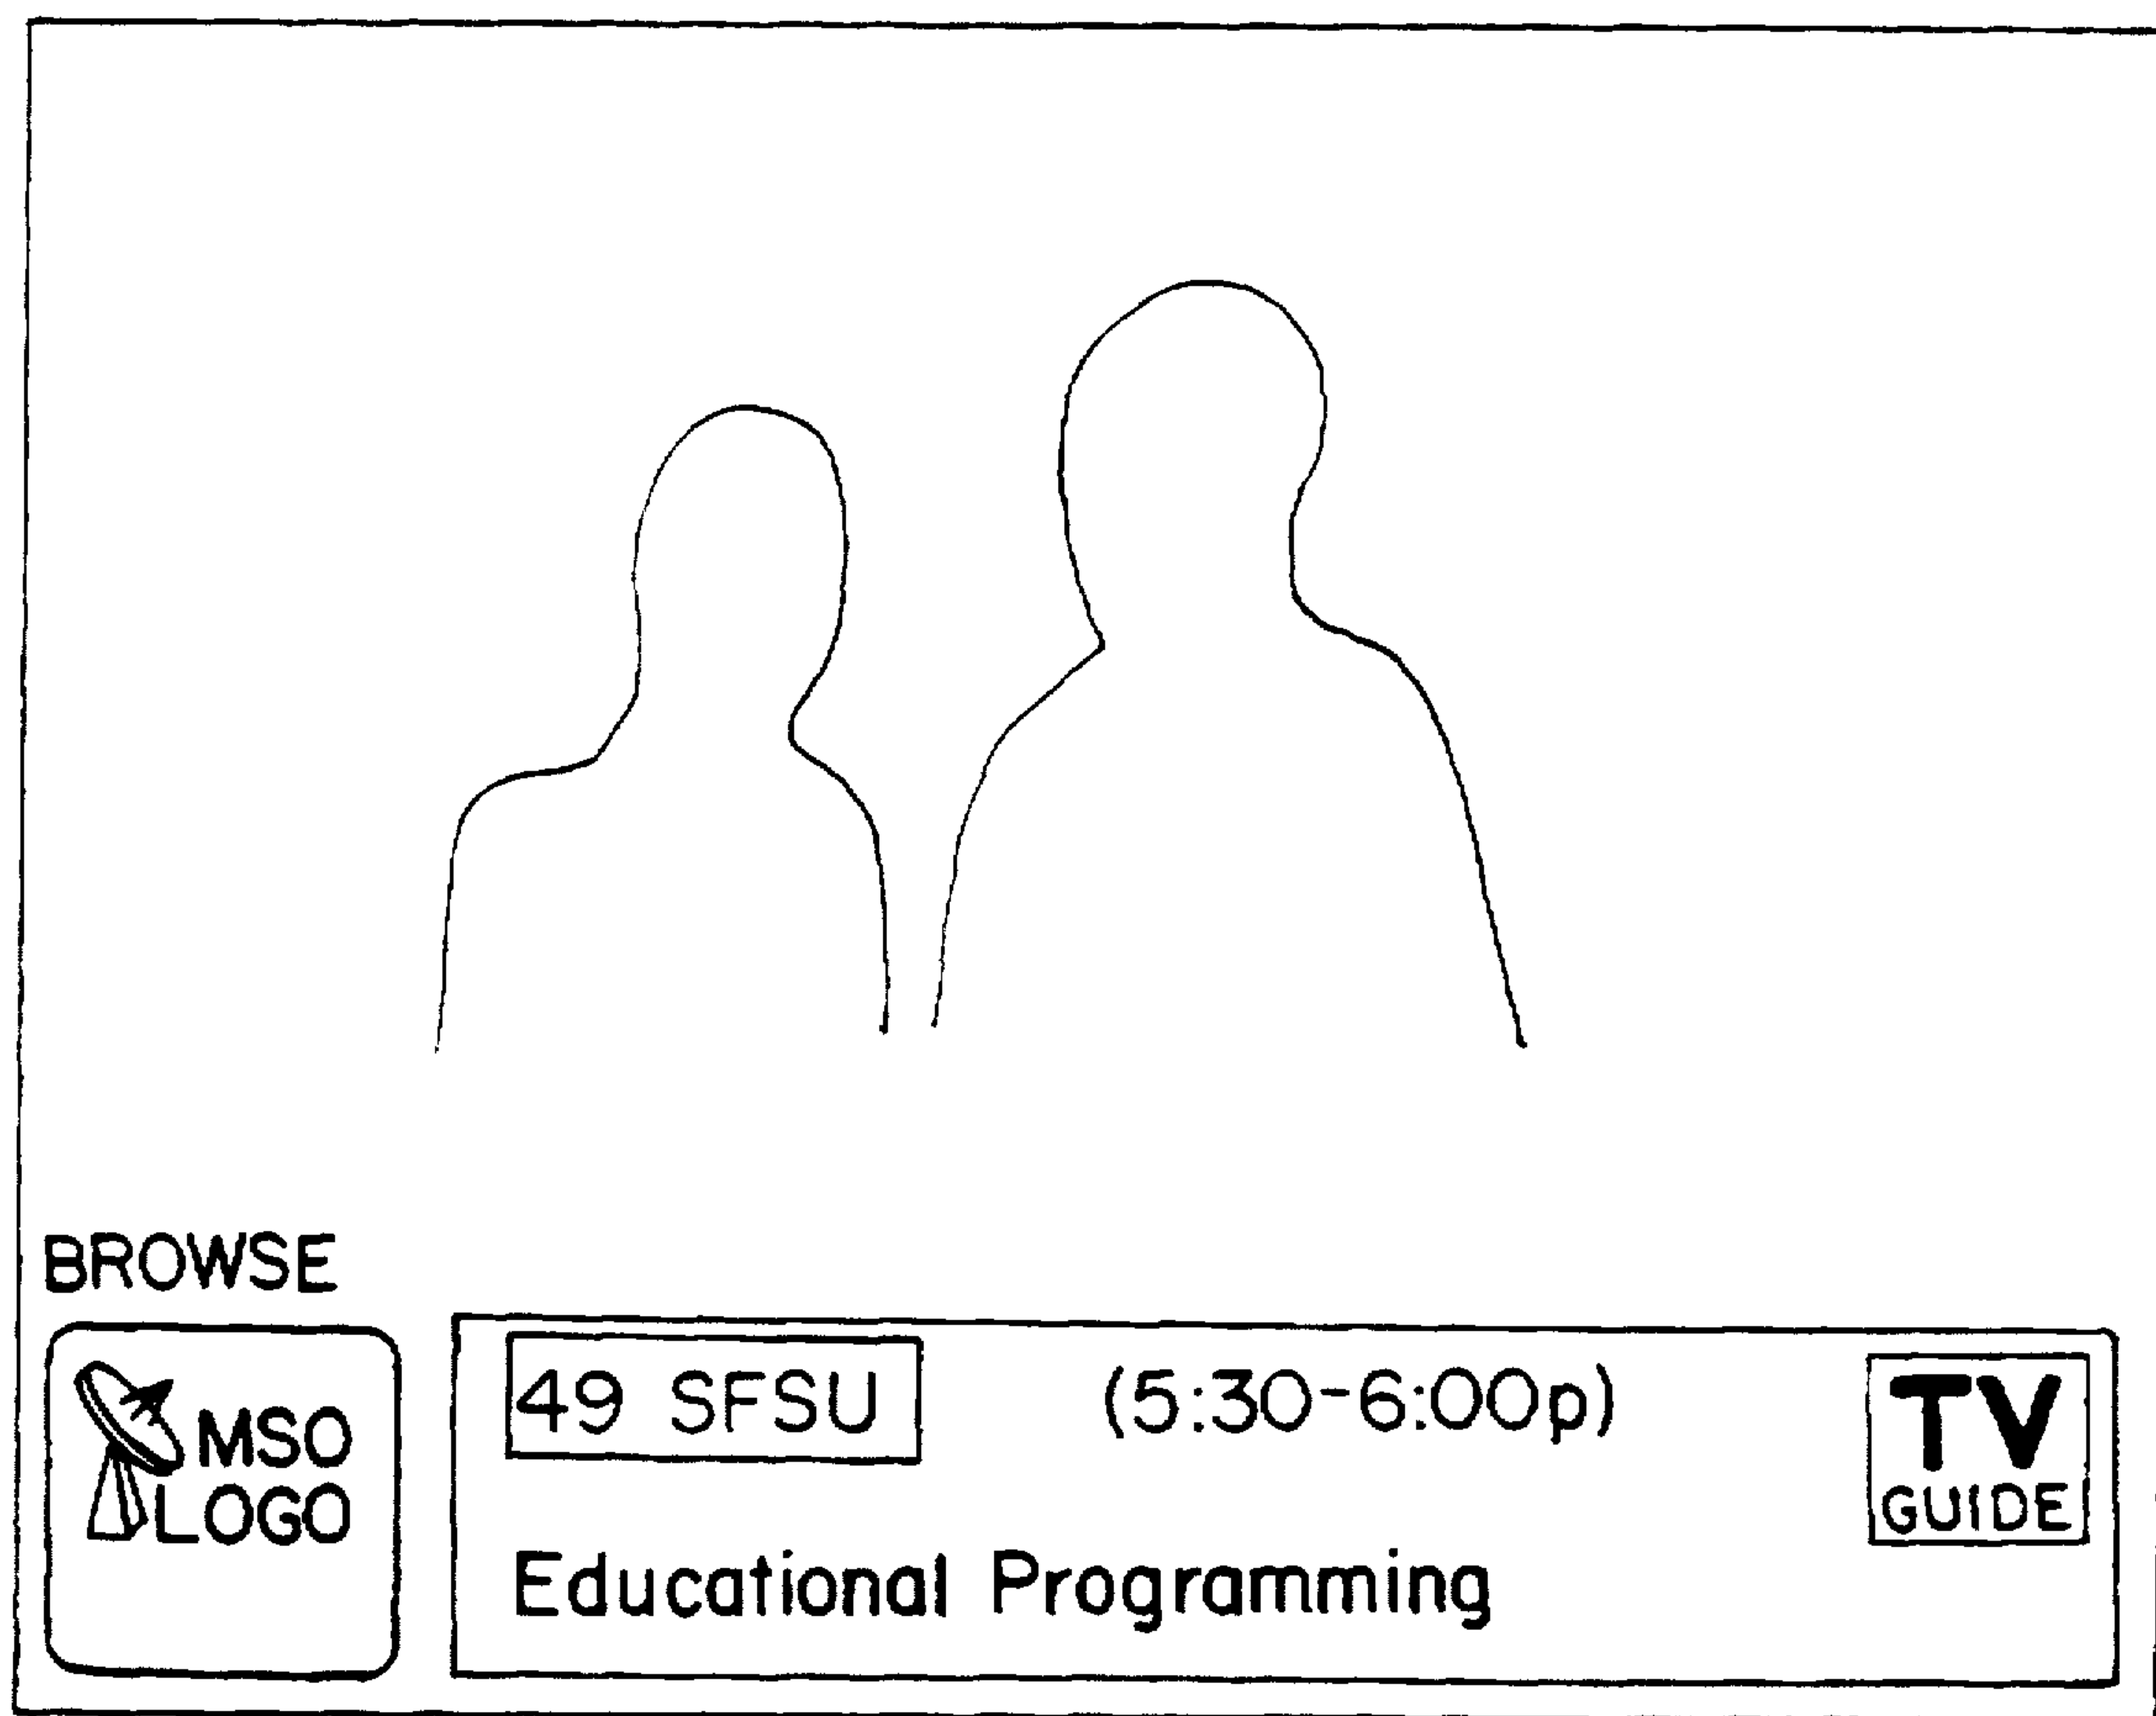 BROWSE
MSO
LOGO
49 SFSU (5:30-6:00p)
TV
GUIDE
Educational Programming